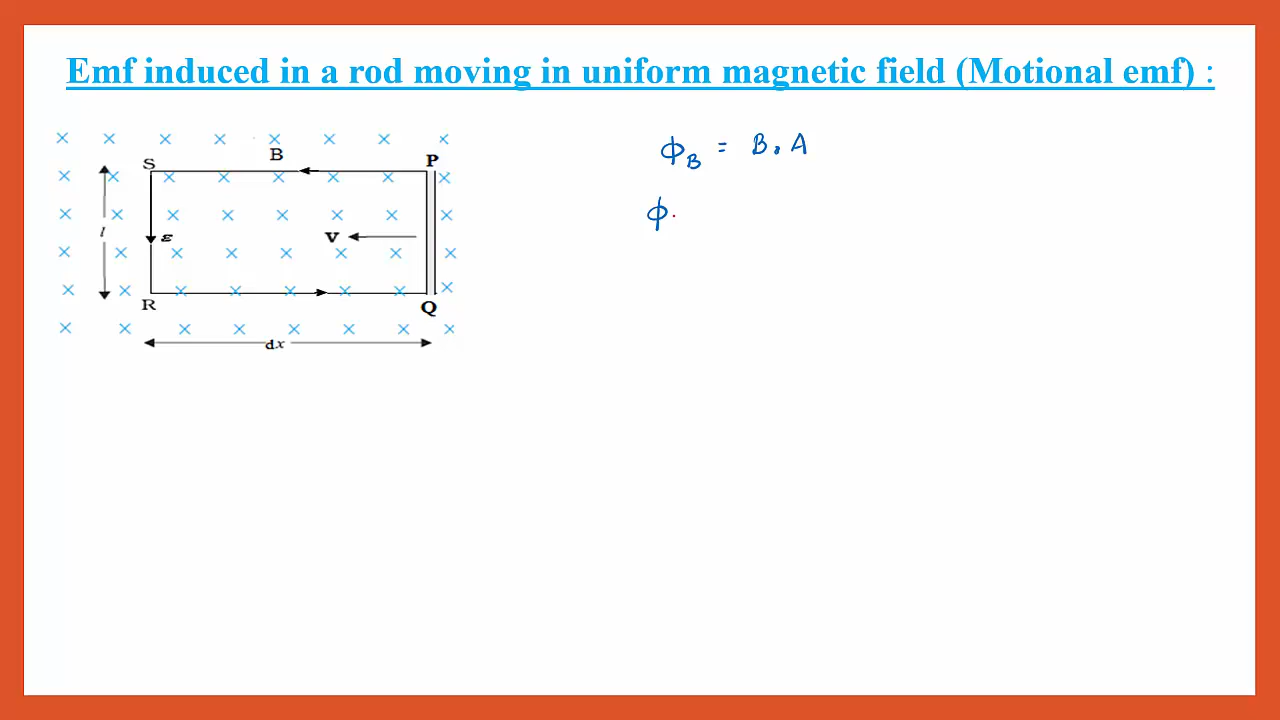 Emf induced in a rod moving in uniform magnetic field (Motional emf) :
B
S
P
l
ε
V
R
Q
dx
ϕB = B . A
ϕ